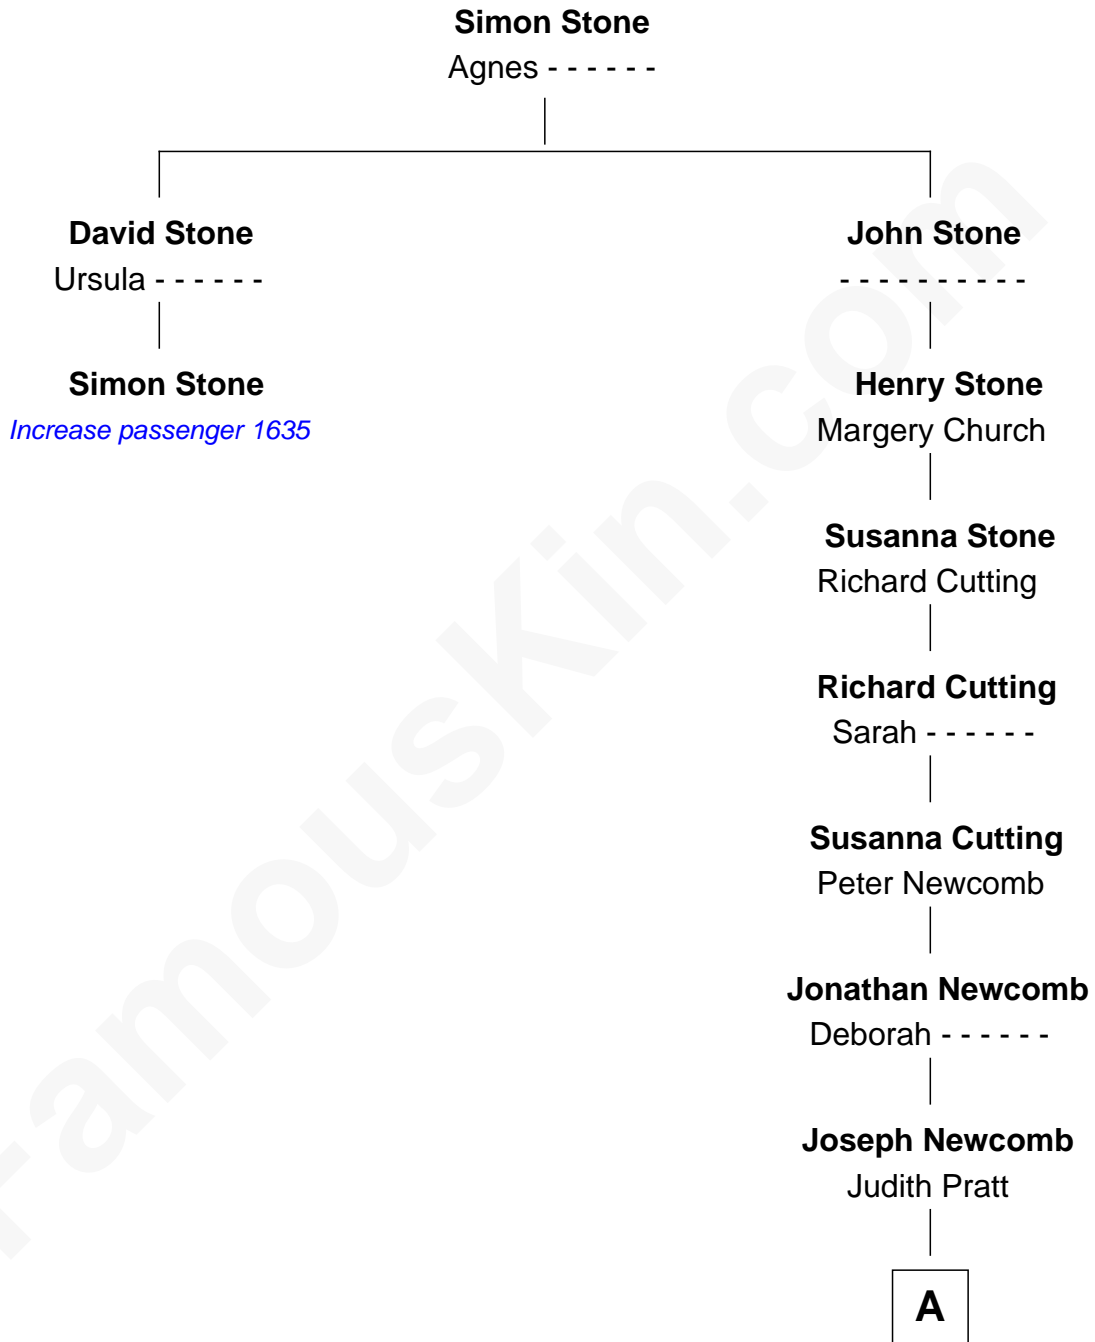 Simon Stone
Agnes - - - - - -
David Stone
Ursula - - - - - -
John Stone
- - - - - - - - - -
Simon Stone
Increase passenger 1635
Henry Stone
Margery Church
Susanna Stone
Richard Cutting
Richard Cutting
Sarah - - - - - -
Susanna Cutting
Peter Newcomb
Jonathan Newcomb
Deborah - - - - - -
Joseph Newcomb
Judith Pratt
A
FamousKin.com